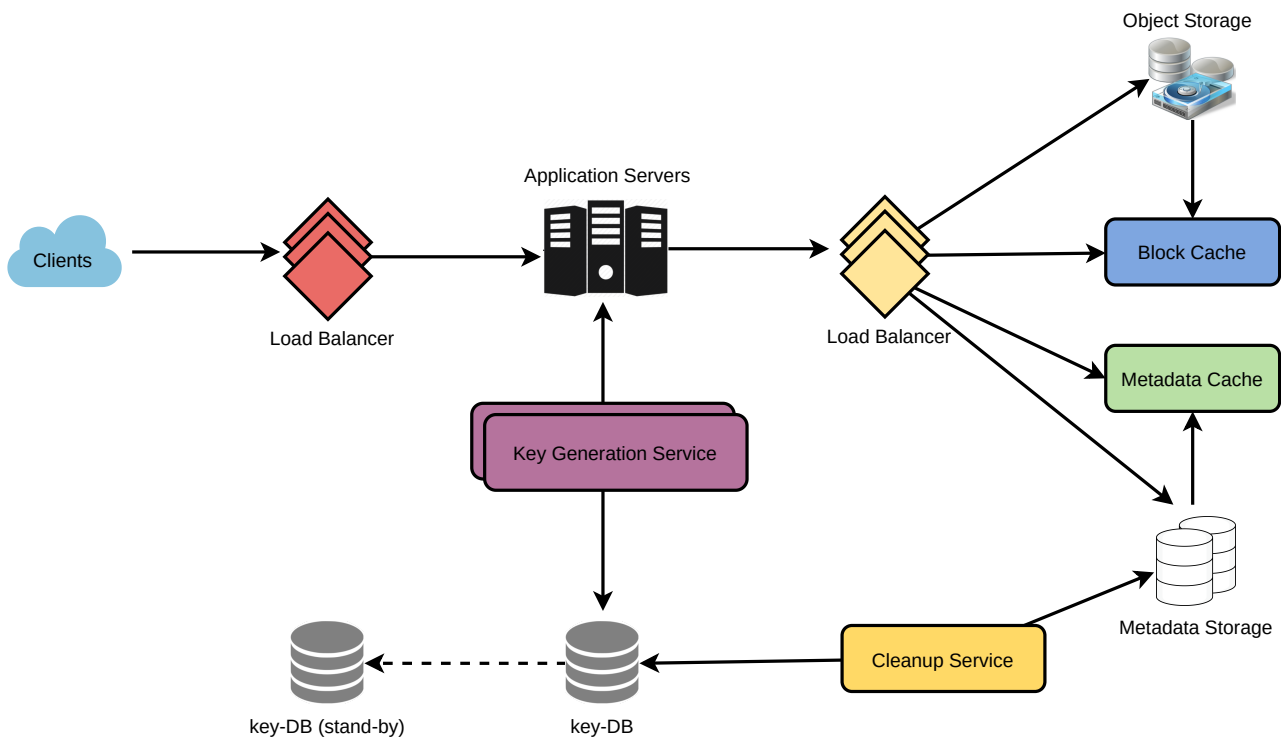 Object Storage
Application Servers
Clients
Block Cache
Load Balancer
Load Balancer
Metadata Cache
Key Generation Service
Metadata Storage
Cleanup Service
key-DB (stand-by)
key-DB